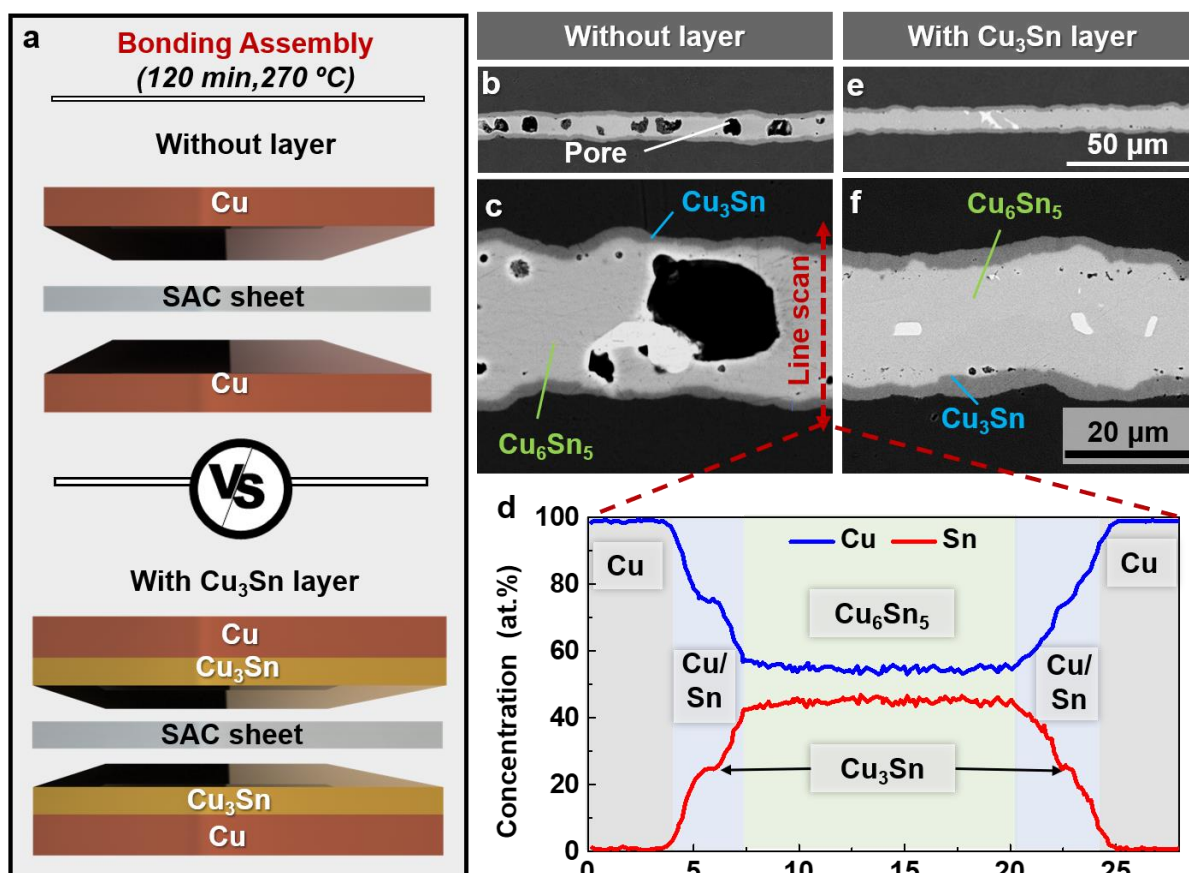 a
Bonding Assembly
(120 min,270 ºC)
Without layer
Cu
SAC sheet
Cu
VS
With Cu₃Sn layer
Cu
Cu₃Sn
SAC sheet
Cu₃Sn
Cu
Without layer
With Cu₃Sn layer
b
Pore
e
50 µm
c
Cu₃Sn
Cu₆Sn₅
Line scan
f
Cu₆Sn₅
Cu₃Sn
20 µm
d
Concentration (at.%)
100
80
60
40
20
0
Cu
Sn
Cu
Cu
Cu₆Sn₅
Cu/
Sn
Cu/
Sn
Cu₃Sn
0
5
10
15
20
25